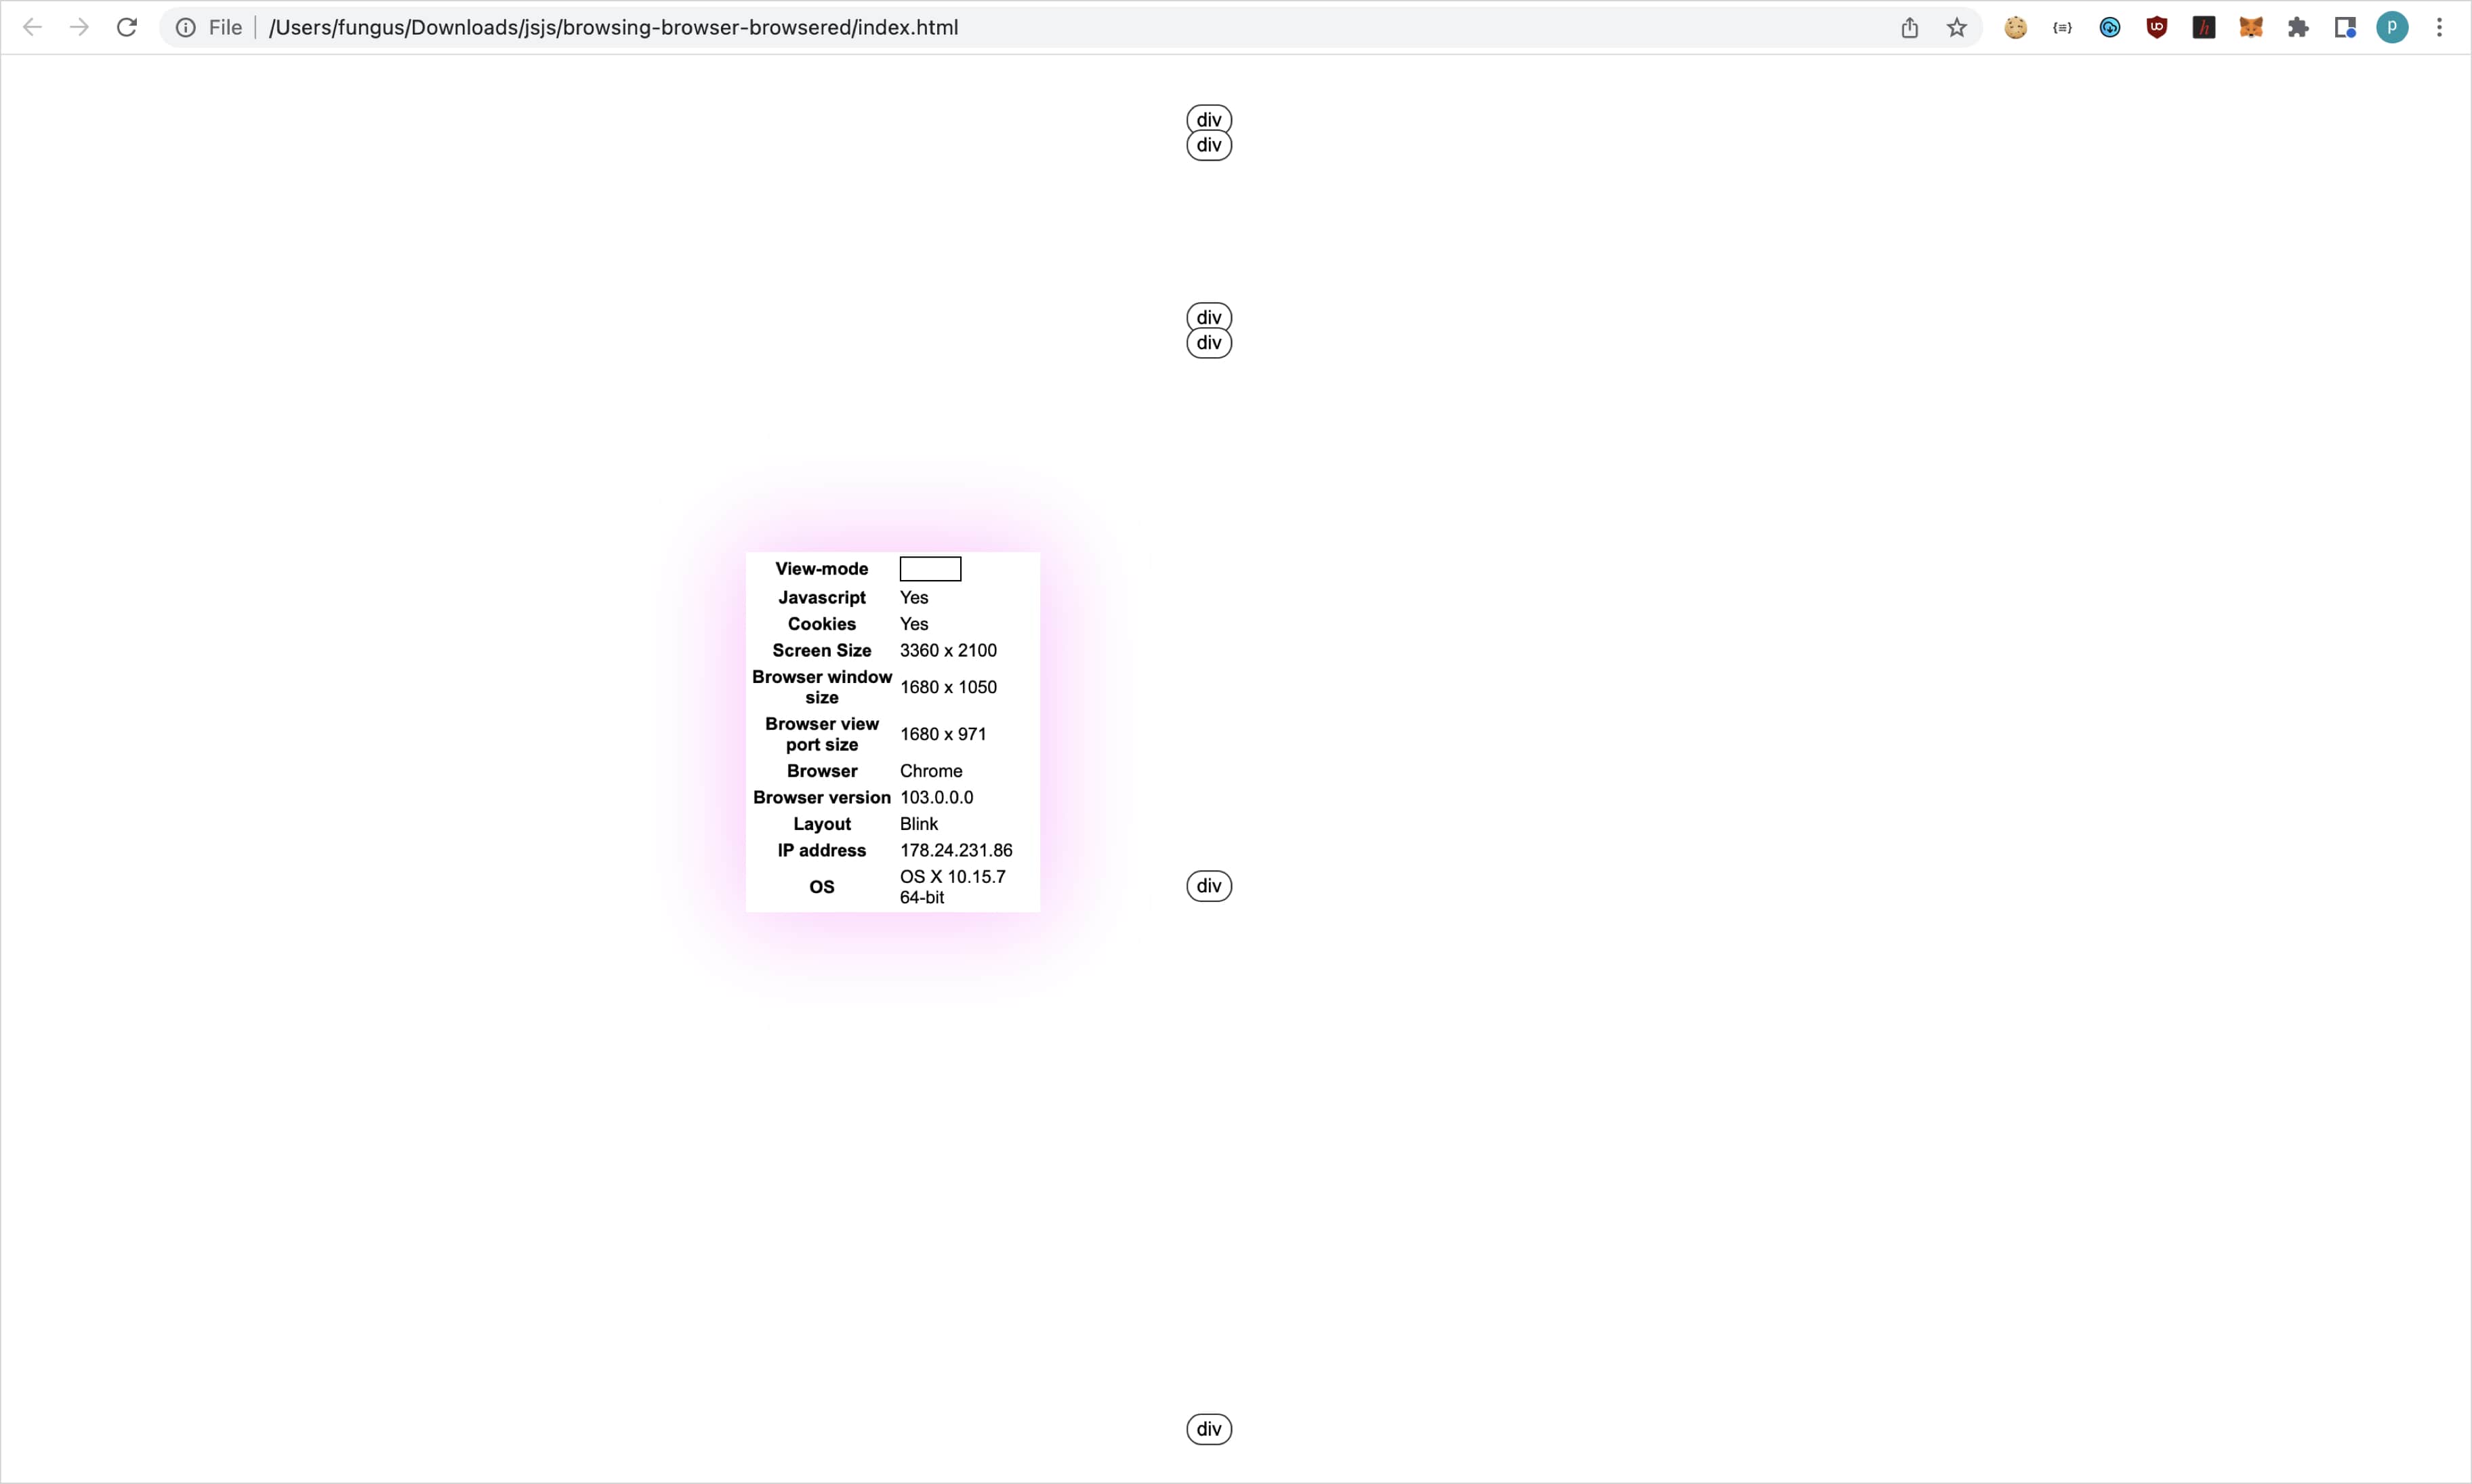 File /Users/fungus/Downloads/jsjs/browsing-browser-browsered/index.html
{≡}
UO
h
p
div
div
div
div
View-mode
Javascript Yes
Cookies Yes
Screen Size 3360 x 2100
Browser window
size 1680 x 1050
Browser view
port size 1680 x 971
Browser Chrome
Browser version 103.0.0.0
Layout Blink
IP address 178.24.231.86
OS OS X 10.15.7
64-bit
div
div